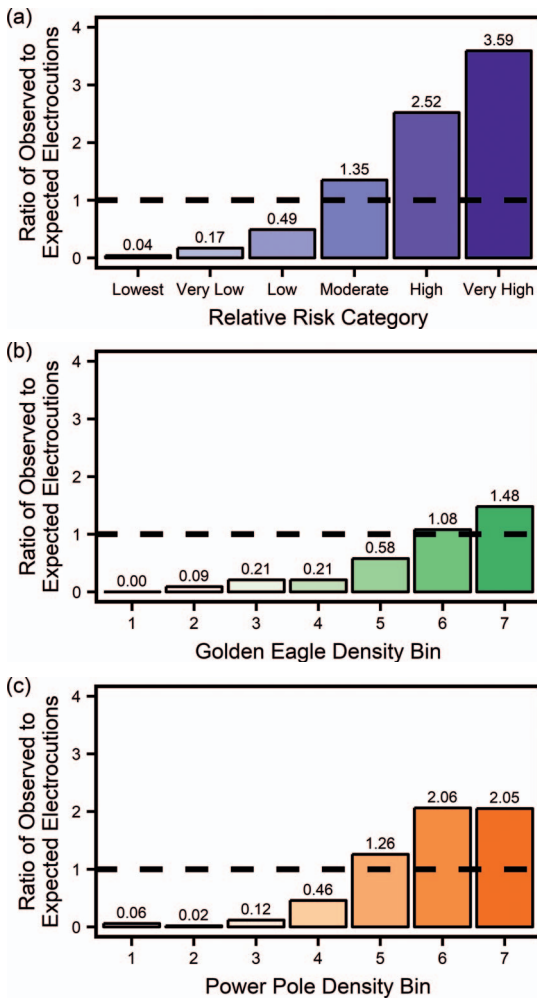 (a)
Ratio of Observed to
Expected Electrocutions
4
3
2
1
0
0.04
0.17
0.49
1.35
2.52
3.59
Lowest Very Low Low Moderate High Very High
Relative Risk Category
(b)
Ratio of Observed to
Expected Electrocutions
4
3
2
1
0
0.00
0.09
0.21
0.21
0.58
1.08
1.48
1 2 3 4 5 6 7
Golden Eagle Density Bin
(c)
Ratio of Observed to
Expected Electrocutions
4
3
2
1
0
0.06
0.02
0.12
0.46
1.26
2.06
2.05
1 2 3 4 5 6 7
Power Pole Density Bin